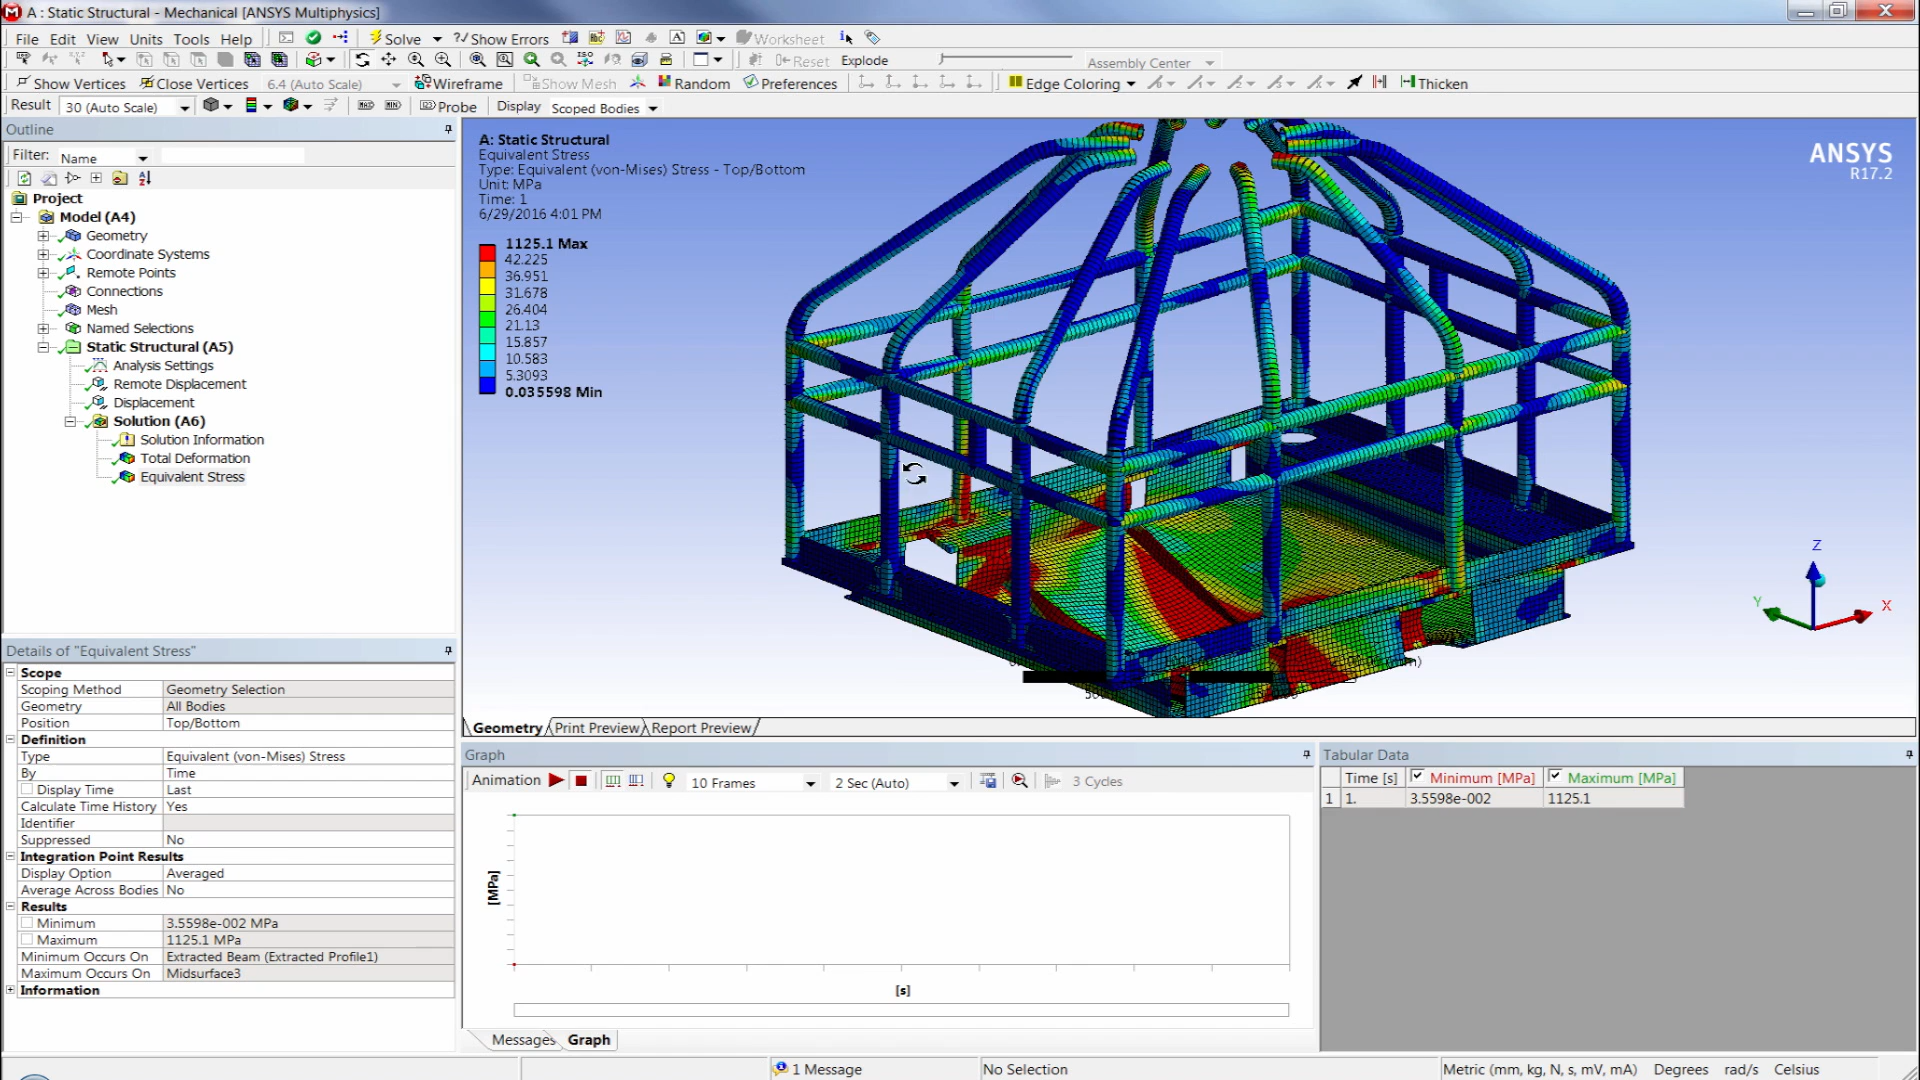 A : Static Structural - Mechanical [ANSYS Multiphysics]
File Edit View Units Tools Help Solve ?/ Show Errors A Worksheet i
ISO Reset Explode Assembly Center
Show Vertices Close Vertices 6.4 (Auto Scale) Wireframe Show Mesh Random Preferences Edge Coloring Thicken
Result 30 (Auto Scale) MAX MIN Probe Display Scoped Bodies
Outline
Filter: Name
Project
Model (A4)
Geometry
Coordinate Systems
Remote Points
Connections
Mesh
Named Selections
Static Structural (A5)
Analysis Settings
Remote Displacement
Displacement
Solution (A6)
Solution Information
Total Deformation
Equivalent Stress
Details of "Equivalent Stress"
Scope
Scoping Method Geometry Selection
Geometry All Bodies
Position Top/Bottom
Definition
Type Equivalent (von-Mises) Stress
By Time
Display Time Last
Calculate Time History Yes
Identifier
Suppressed No
Integration Point Results
Display Option Averaged
Average Across Bodies No
Results
Minimum 3.5598e-002 MPa
Maximum 1125.1 MPa
Minimum Occurs On Extracted Beam (Extracted Profile1)
Maximum Occurs On Midsurface3
Information
A: Static Structural
Equivalent Stress
Type: Equivalent (von-Mises) Stress - Top/Bottom
Unit: MPa
Time: 1
6/29/2016 4:01 PM
1125.1 Max
42.225
36.951
31.678
26.404
21.13
15.857
10.583
5.3093
0.035598 Min
ANSYS
R17.2
Z
Y
X
Geometry Print Preview Report Preview
Graph
Animation 10 Frames 2 Sec (Auto) 3 Cycles
[MPa]
[s]
Messages Graph
Tabular Data
Time [s] Minimum [MPa] Maximum [MPa]
1 1. 3.5598e-002 1125.1
1 Message No Selection Metric (mm, kg, N, s, mV, mA) Degrees rad/s Celsius